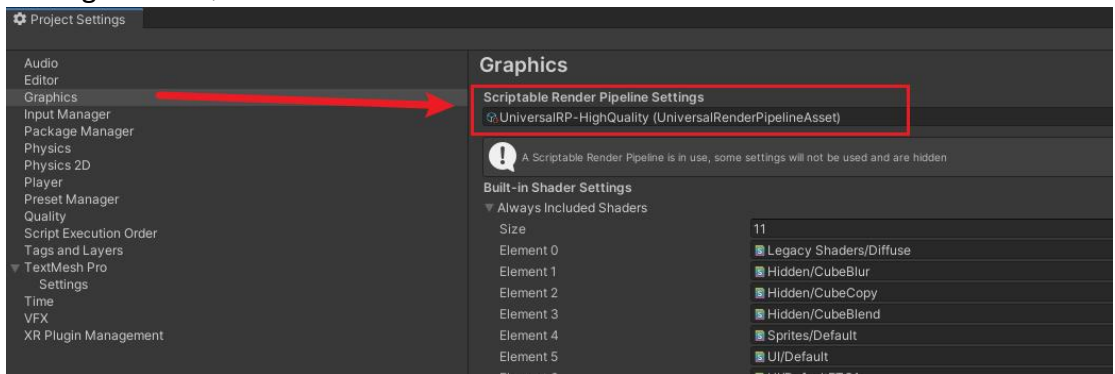 Project Settings
Audio
Editor
Graphics
Input Manager
Package Manager
Physics
Physics 2D
Player
Preset Manager
Quality
Script Execution Order
Tags and Layers
TextMesh Pro
Settings
Time
VFX
XR Plugin Management
Graphics
Scriptable Render Pipeline Settings
UniversalRP-HighQuality (UniversalRenderPipelineAsset)
A Scriptable Render Pipeline is in use, some settings will not be used and are hidden
Built-in Shader Settings
Always Included Shaders
Size 11
Element 0 Legacy Shaders/Diffuse
Element 1 Hidden/CubeBlur
Element 2 Hidden/CubeCopy
Element 3 Hidden/CubeBlend
Element 4 Sprites/Default
Element 5 UI/Default